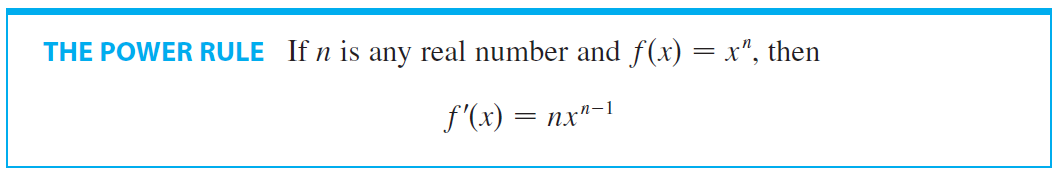 THE POWER RULE If n is any real number and f(x) = xⁿ, then
f′(x) = nxⁿ⁻¹